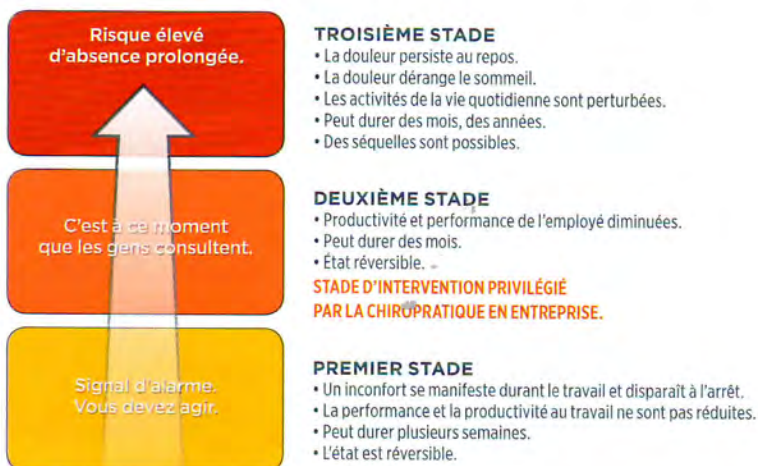 Risque élevé
d'absence prolongée.
TROISIÈME STADE
• La douleur persiste au repos.
• La douleur dérange le sommeil.
• Les activités de la vie quotidienne sont perturbées.
• Peut durer des mois, des années.
• Des séquelles sont possibles.
C'est à ce moment
que les gens consultent.
DEUXIÈME STADE
• Productivité et performance de l'employé diminuées.
• Peut durer des mois.
• État réversible.
STADE D'INTERVENTION PRIVILÉGIÉ
PAR LA CHIROPRATIQUE EN ENTREPRISE.
Signal d'alarme.
Vous devez agir.
PREMIER STADE
• Un inconfort se manifeste durant le travail et disparaît à l'arrêt.
• La performance et la productivité au travail ne sont pas réduites.
• Peut durer plusieurs semaines.
• L'état est réversible.